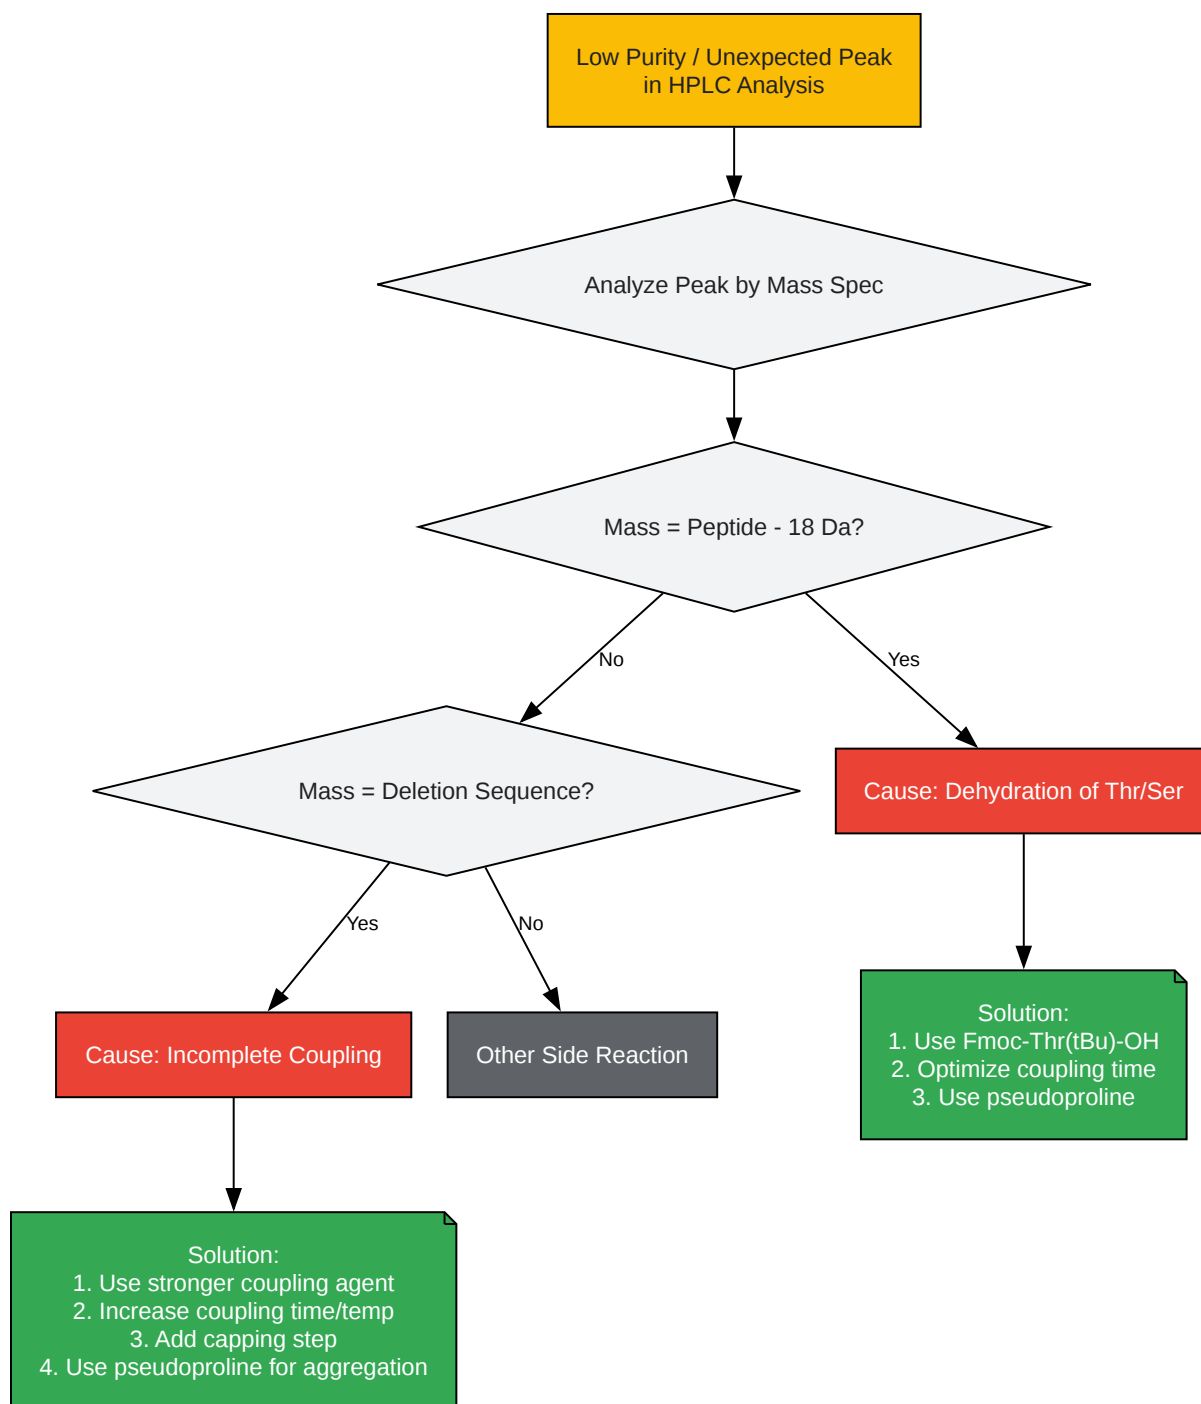 Low Purity / Unexpected Peak
in HPLC Analysis
Analyze Peak by Mass Spec
Mass = Peptide - 18 Da?
No
Yes
Mass = Deletion Sequence?
Cause: Dehydration of Thr/Ser
Yes
No
Cause: Incomplete Coupling
Other Side Reaction
Solution:
1. Use Fmoc-Thr(tBu)-OH
2. Optimize coupling time
3. Use pseudoproline
Solution:
1. Use stronger coupling agent
2. Increase coupling time/temp
3. Add capping step
4. Use pseudoproline for aggregation